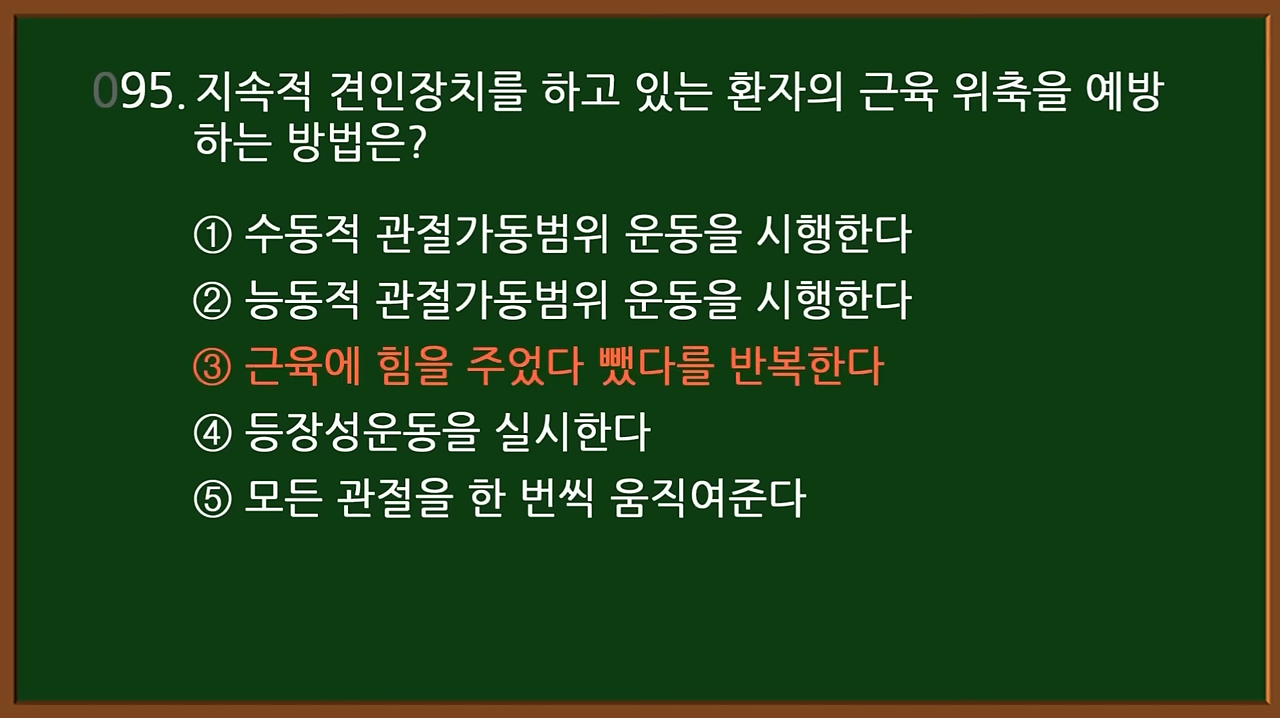 095. 지속적 견인장치를 하고 있는 환자의 근육 위축을 예방
하는 방법은?
① 수동적 관절가동범위 운동을 시행한다
② 능동적 관절가동범위 운동을 시행한다
③ 근육에 힘을 주었다 뺐다를 반복한다
④ 등장성운동을 실시한다
⑤ 모든 관절을 한 번씩 움직여준다